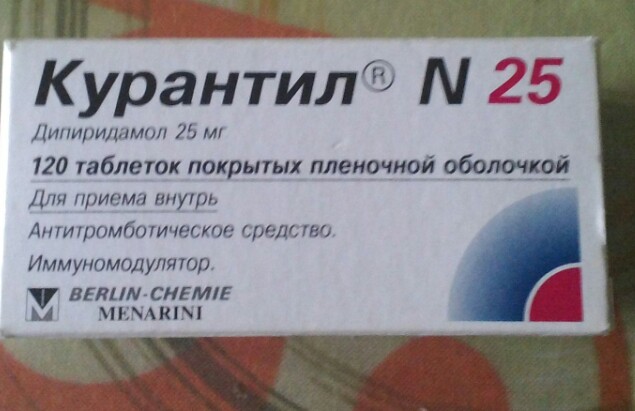 Курантил® N 25
Дипиридамол 25 мг
120 таблеток покрытых пленочной оболочкой
Для приема внутрь
Антитромботическое средство.
Иммуномодулятор.
BERLIN-CHEMIE
MENARINI